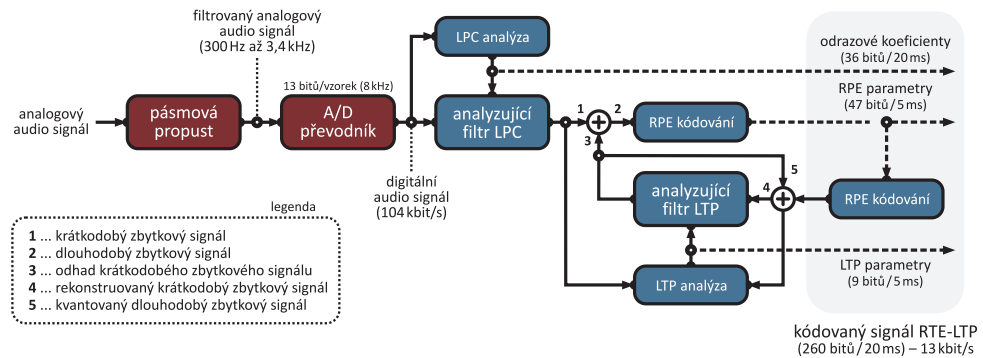 filtrovaný analogový
audio signál
(300 Hz až 3,4 kHz)
LPC analýza
odrazové koeficienty
(36 bitů / 20 ms)
RPE parametry
(47 bitů / 5 ms)
13 bitů/vzorek (8 kHz)
analogový
audio signál
pásmová
propust
A/D
převodník
analyzující
filtr LPC
1
2
3
RPE kódování
digitální
audio signál
(104 kbit/s)
analyzující
filtr LTP
4
5
RPE kódování
LTP analýza
LTP parametry
(9 bitů / 5 ms)
legenda
1 ... krátkodobý zbytkový signál
2 ... dlouhodobý zbytkový signál
3 ... odhad krátkodobého zbytkového signálu
4 ... rekonstruovaný krátkodobý zbytkový signál
5 ... kvantovaný dlouhodobý zbytkový signál
kódovaný signál RTE-LTP
(260 bitů / 20 ms) – 13 kbit/s